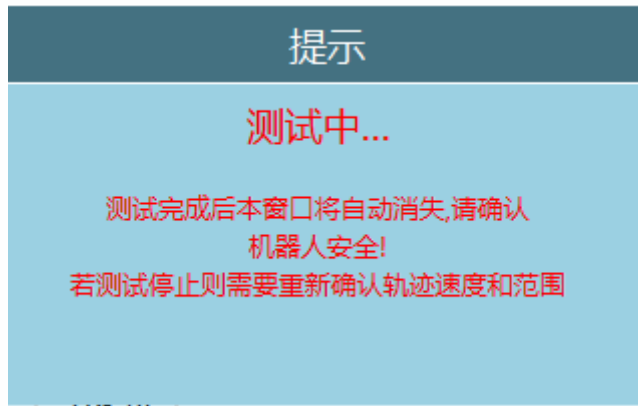 提示
测试中...
测试完成后本窗口将自动消失,请确认
机器人安全!
若测试停止则需要重新确认轨迹速度和范围